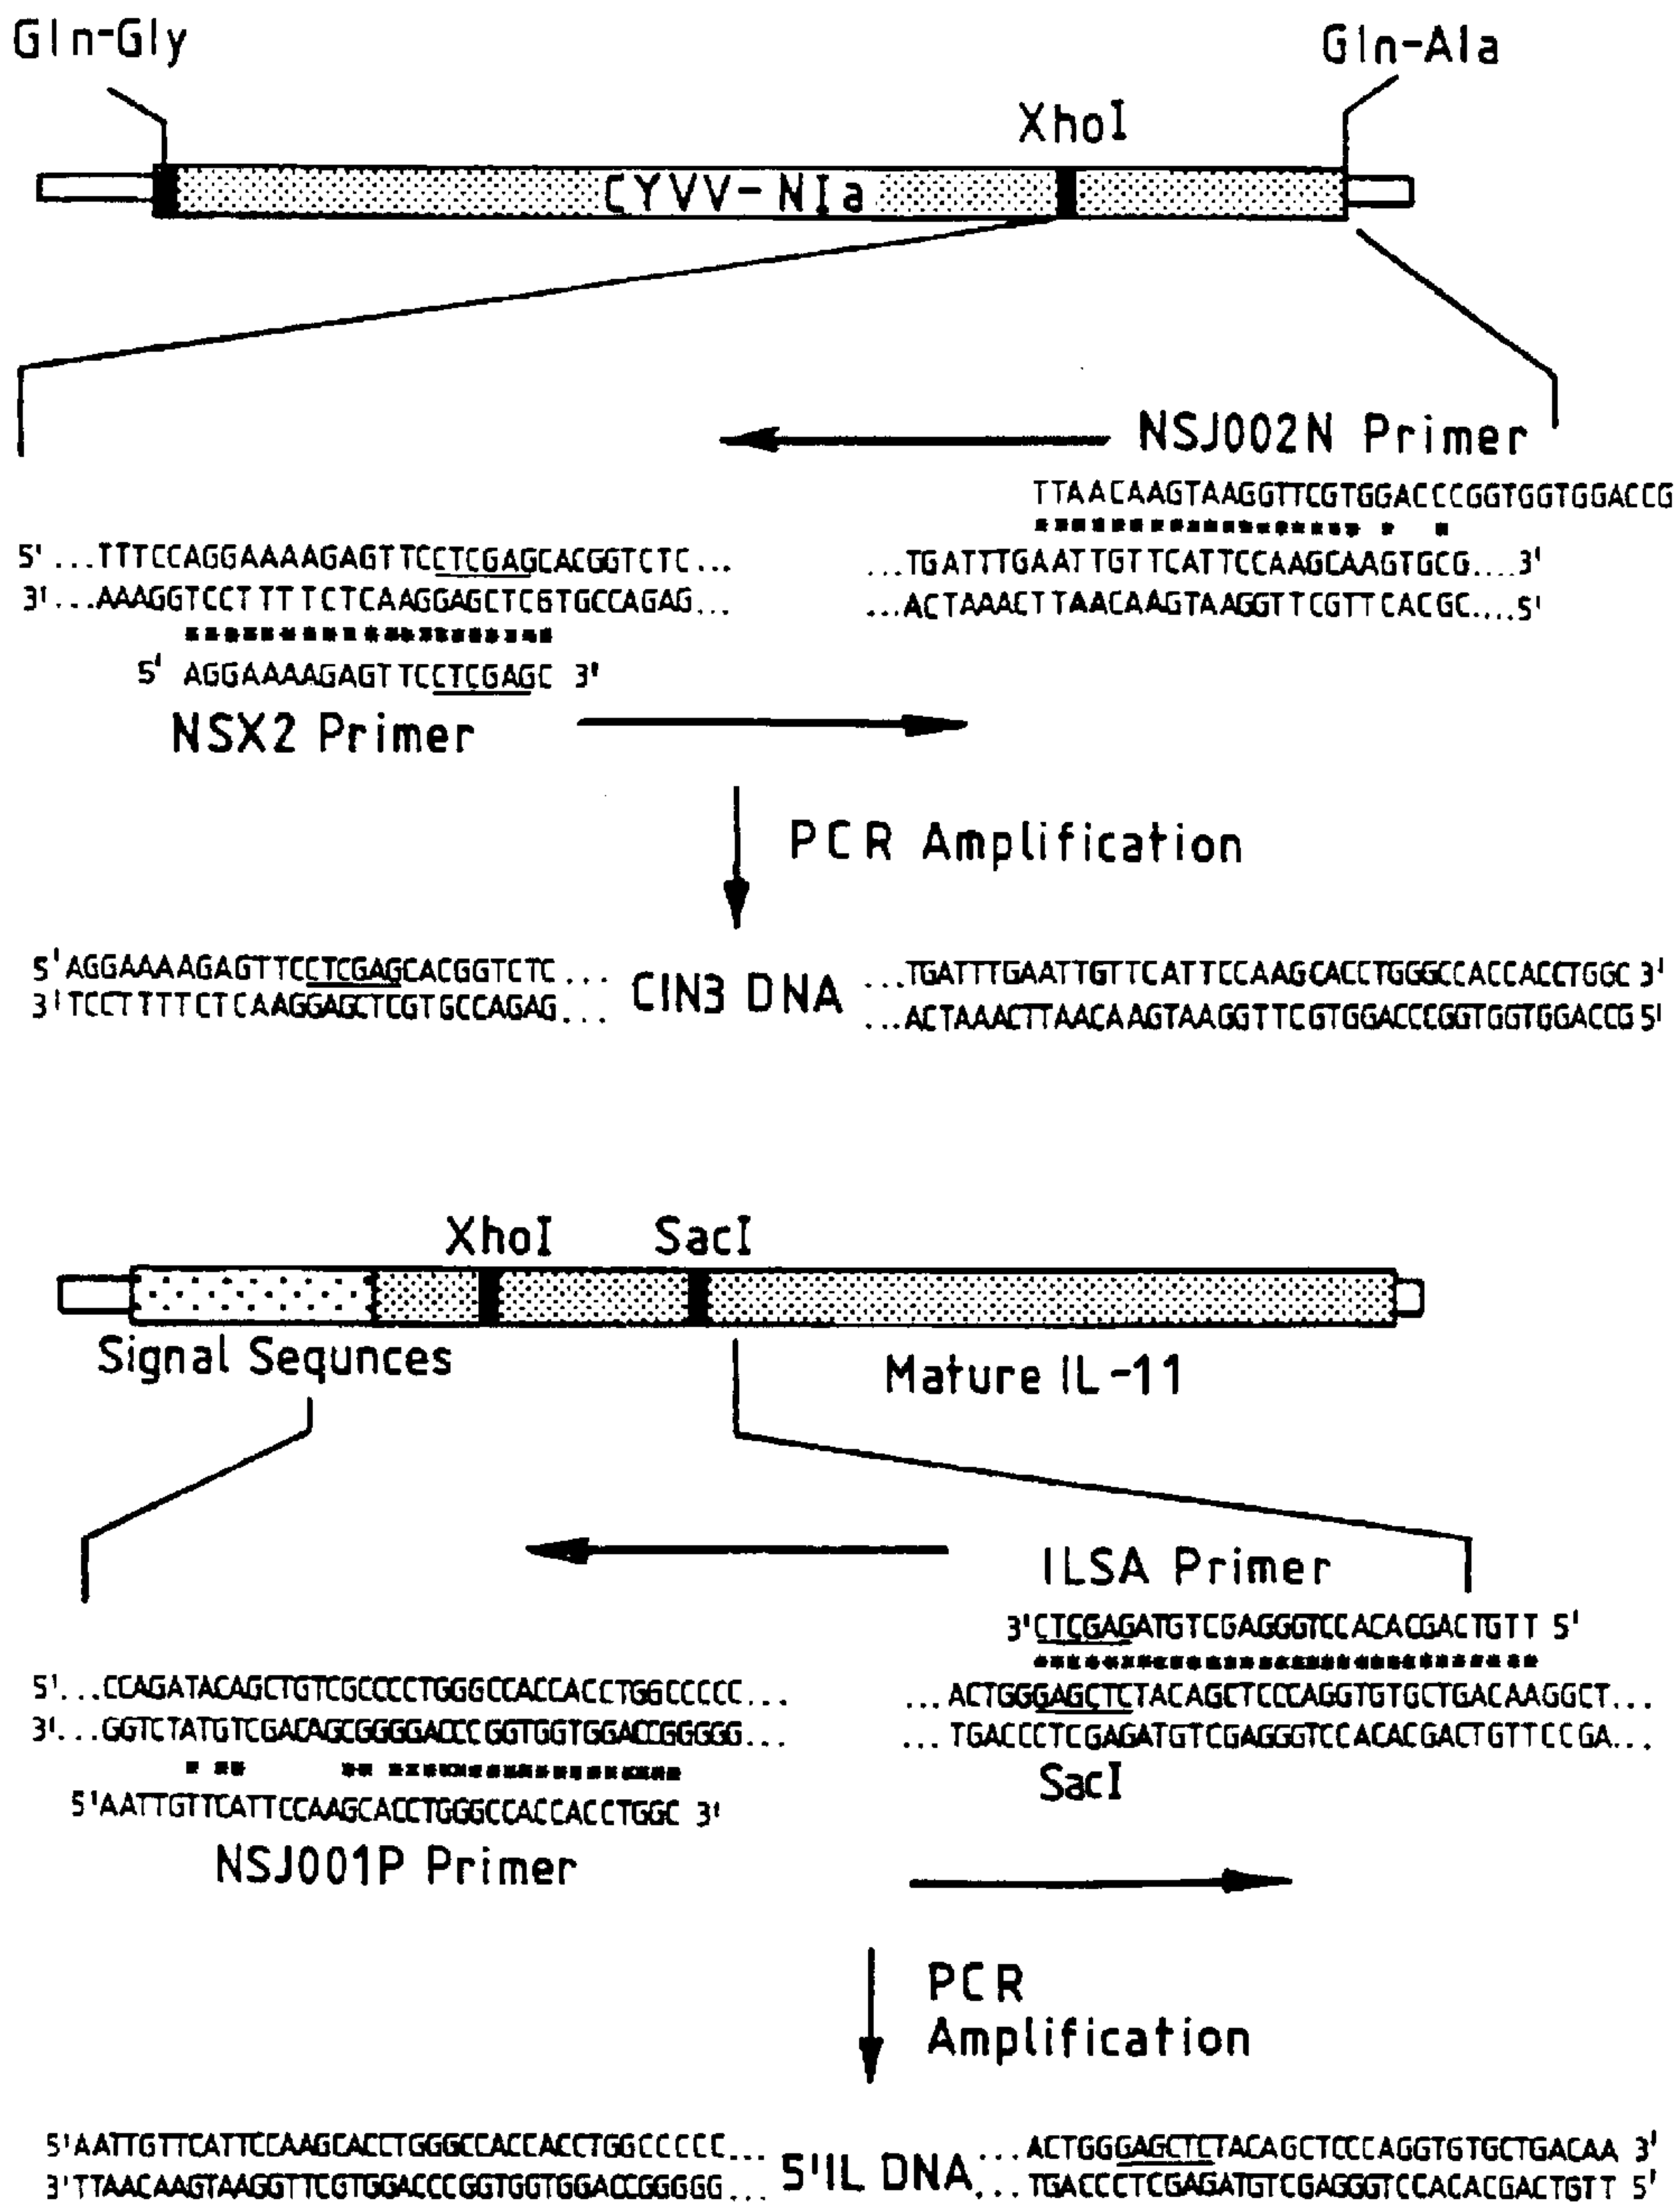 Gln-Gly
Gln-Ala
XhoI
CYVV-NIa
NSJ002N Primer
TTAACAAGTAAGGTTCGTGGACCCGGTGGTGGACCG
5' ...TTTCCAGGAAAAGAGTTCCTCGAGCACGGTCTC... ...TGATTTGAATTGTTCATTCCAAGCAAGTGCG....3'
3'...AAAGGTCCTTTTCTCAAGGAGCTCGTGCCAGAG... ...ACTAAACTTAACAAGTAAGGTTCGTTCACGC....5'
5' AGGAAAAGAGTTCCTCGAGC 3'
NSX2 Primer
PCR Amplification
5'AGGAAAAGAGTTCCTCGAGCACGGTCTC... CIN3 DNA ...TGATTTGAATTGTTCATTCCAAGCACCTGGGCCACCACCTGGC 3'
3'TCCTTTTCTCAAGGAGCTCGTGCCAGAG... ...ACTAAACTTAACAAGTAAGGTTCGTGGACCCGGTGGTGGACCG 5'
XhoI SacI
Signal Sequnces
Mature IL-11
ILSA Primer
3'CTCGAGATGTCGAGGGTCCACACGACTGTT 5'
5'...CCAGATACAGCTGTCGCCCCTGGGCCACCACCTGGCCCCC... ...ACTGGGAGCTCTACAGCTCCCAGGTGTGCTGACAAGGCT...
3'...GGTCTATGTCGACAGCGGGGACCCGGTGGTGGACCGGGGG... ...TGACCCTCGAGATGTCGAGGGTCCACACGACTGTTCCGA...
SacI
5'AATTGTTCATTCCAAGCACCTGGGCCACCACCTGGC 3'
NSJ001P Primer
PCR
Amplification
5'AATTGTTCATTCCAAGCACCTGGGCCACCACCTGGCCCCC... 5'IL DNA ...ACTGGGAGCTCTACAGCTCCCAGGTGTGCTGACAA 3'
3'TTAACAAGTAAGGTTCGTGGACCCGGTGGTGGACCGGGGG... ...TGACCCTCGAGATGTCGAGGGTCCACACGACTGTT 5'